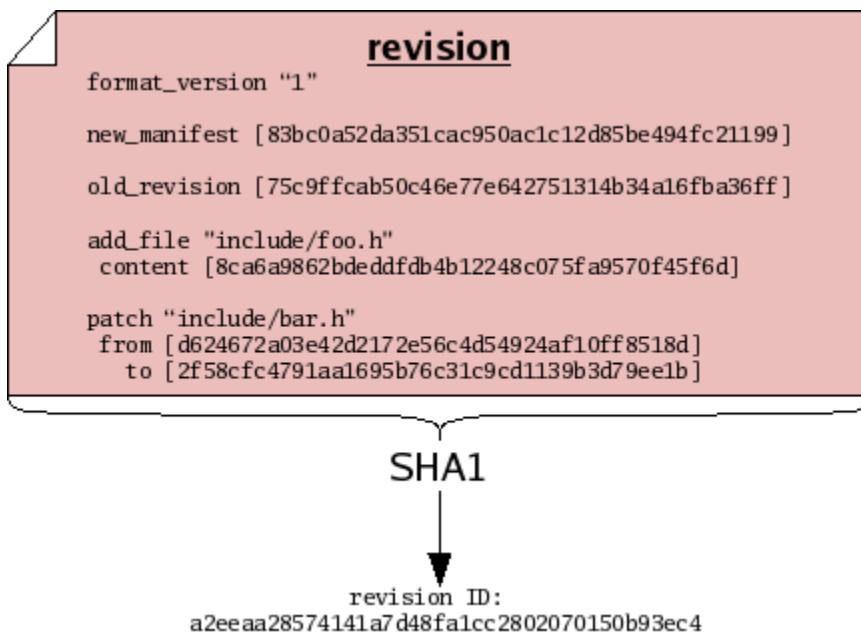 revision
format_version “1”
new_manifest [83bc0a52da351cac950ac1c12d85be494fc21199]
old_revision [75c9ffcab50c46e77e642751314b34a16fba36ff]
add_file "include/foo.h"
content [8ca6a9862bdeddfdb4b12248c075fa9570f45f6d]
patch “include/bar.h"
from [d624672a03e42d2172e56c4d54924af10ff8518d]
to [2f58cfc4791aa1695b76c31c9cd1139b3d79ee1b]
SHA1
revision ID:
a2eeaa28574141a7d48fa1cc2802070150b93ec4